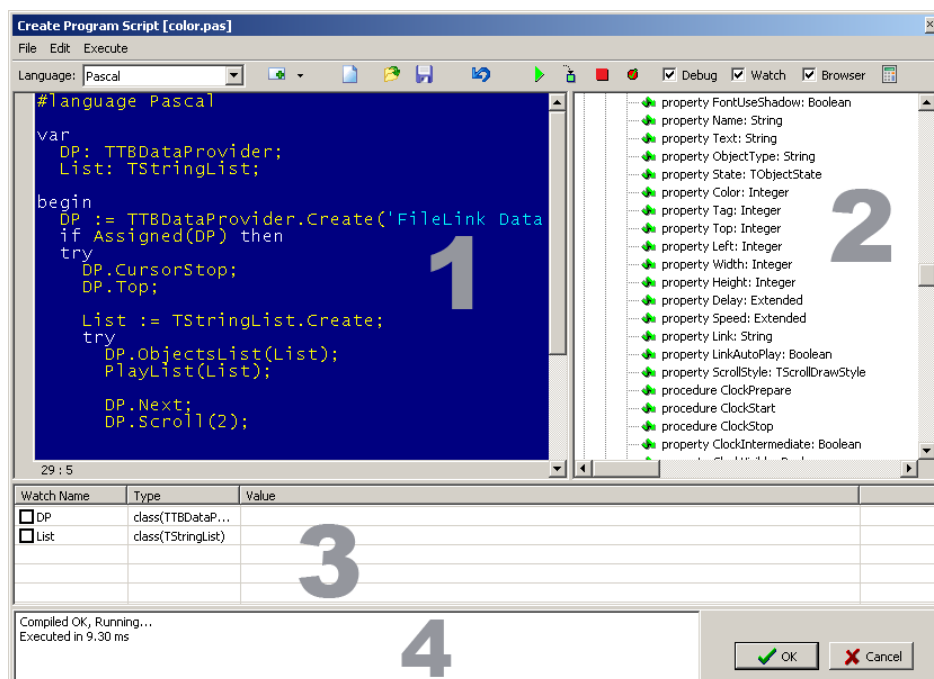 Create Program Script [color.pas]
File Edit Execute
Language: Pascal Debug Watch Browser
#language Pascal
var
DP: TTBDataProvider;
List: TStringList;
begin
DP := TTBDataProvider.Create('FileLink Data
if Assigned(DP) then
try
DP.CursorStop;
DP.Top;
List := TStringList.Create;
try
DP.ObjectsList(List);
PlayList(List);
DP.Next;
DP.Scroll(2);
29:5
1
property FontUseShadow: Boolean
property Name: String
property Text: String
property ObjectType: String
property State: TObjectState
property Color: Integer
property Tag: Integer
property Top: Integer
property Left: Integer
property Width: Integer
property Height: Integer
property Delay: Extended
property Speed: Extended
property Link: String
property LinkAutoPlay: Boolean
property ScrollStyle: TScrollDrawStyle
procedure ClockPrepare
procedure ClockStart
procedure ClockStop
property ClockIntermediate: Boolean
2
Watch Name Type Value
DP class(TTBDataP...
List class(TStringList)
3
Compiled OK, Running...
Executed in 9.30 ms
4
OK Cancel